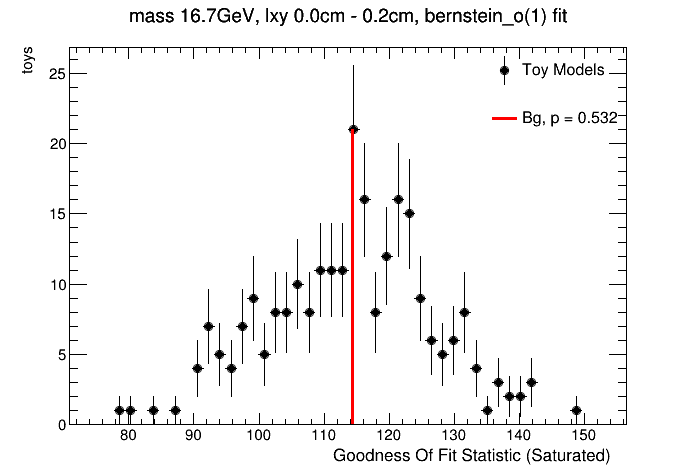 mass 16.7GeV, lxy 0.0cm - 0.2cm, bernstein_o(1) fit
toys
25
20
15
10
5
0
Toy Models
Bg, p = 0.532
80 90 100 110 120 130 140 150
Goodness Of Fit Statistic (Saturated)